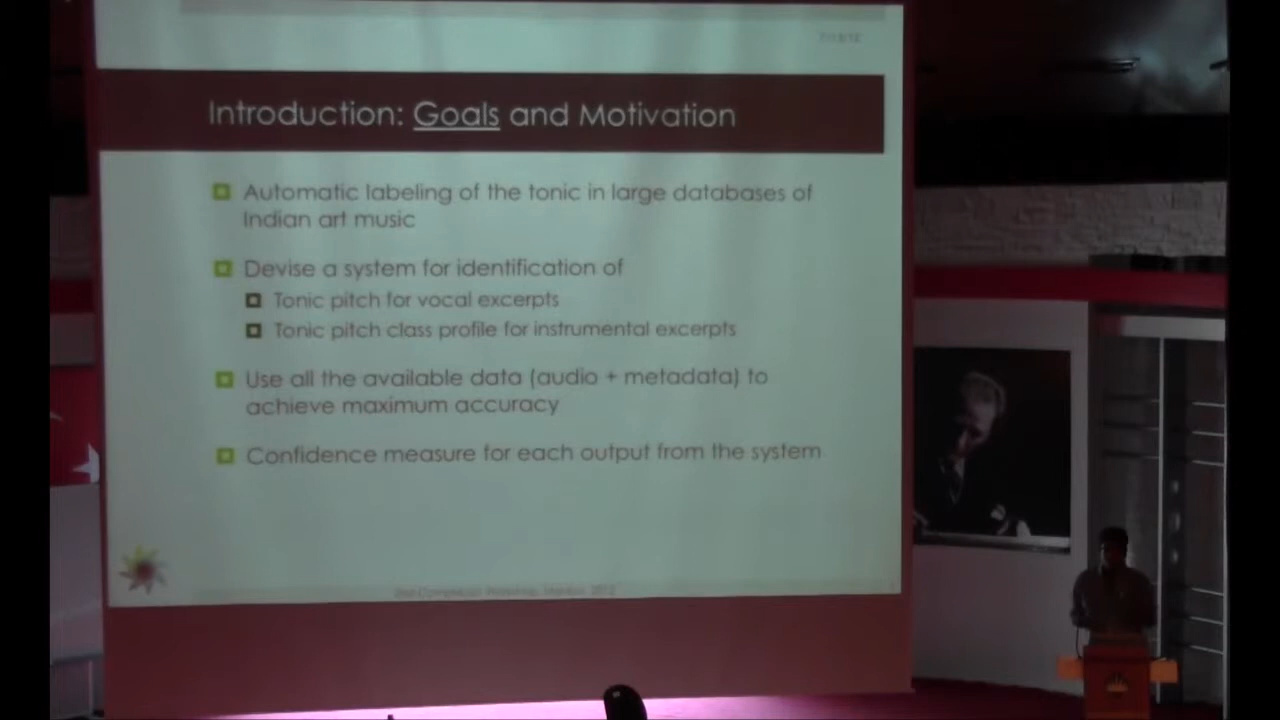 Introduction: Goals and Motivation
Automatic labeling of the tonic in large databases of
Indian art music
Devise a system for identification of
Tonic pitch for vocal excerpts
Tonic pitch class profile for instrumental excerpts
Use all the available data (audio + metadata) to
achieve maximum accuracy
Confidence measure for each output from the system